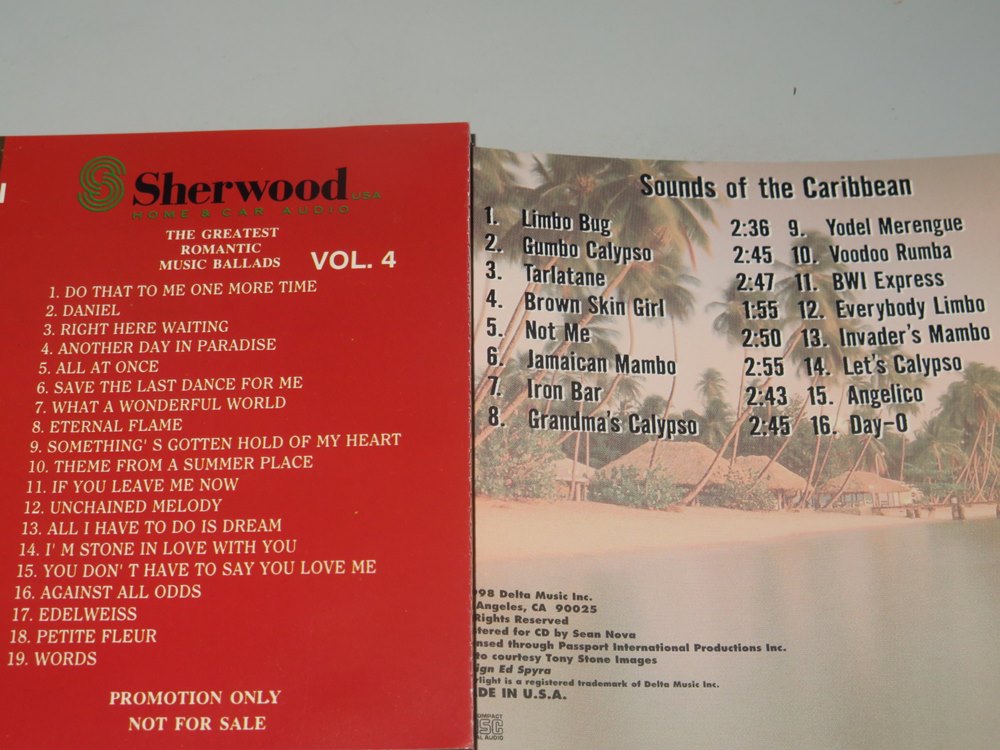 Sherwood USA
HOME & CAR AUDIO
THE GREATEST
ROMANTIC
MUSIC BALLADS VOL. 4
1. DO THAT TO ME ONE MORE TIME
2. DANIEL
3. RIGHT HERE WAITING
4. ANOTHER DAY IN PARADISE
5. ALL AT ONCE
6. SAVE THE LAST DANCE FOR ME
7. WHAT A WONDERFUL WORLD
8. ETERNAL FLAME
9. SOMETHING' S GOTTEN HOLD OF MY HEART
10. THEME FROM A SUMMER PLACE
11. IF YOU LEAVE ME NOW
12. UNCHAINED MELODY
13. ALL I HAVE TO DO IS DREAM
14. I' M STONE IN LOVE WITH YOU
15. YOU DON' T HAVE TO SAY YOU LOVE ME
16. AGAINST ALL ODDS
17. EDELWEISS
18. PETITE FLEUR
19. WORDS
PROMOTION ONLY
NOT FOR SALE
Sounds of the Caribbean
1. Limbo Bug 2:36
2. Gumbo Calypso 2:45
3. Tarlatane 2:47
4. Brown Skin Girl 1:55
5. Not Me 2:50
6. Jamaican Mambo 2:55
7. Iron Bar 2:43
8. Grandma's Calypso 2:45
9. Yodel Merengue
10. Voodoo Rumba
11. BWI Express
12. Everybody Limbo
13. Invader's Mambo
14. Let's Calypso
15. Angelico
16. Day-O
98 Delta Music Inc.
Angeles, CA 90025
Rights Reserved
tered for CD by Sean Nova
nsed through Passport International Productions Inc.
to courtesy Tony Stone Images
ign Ed Spyra
rlight is a registered trademark of Delta Music Inc.
ADE IN U.S.A.
COMPACT
DISC
AL AUDIO